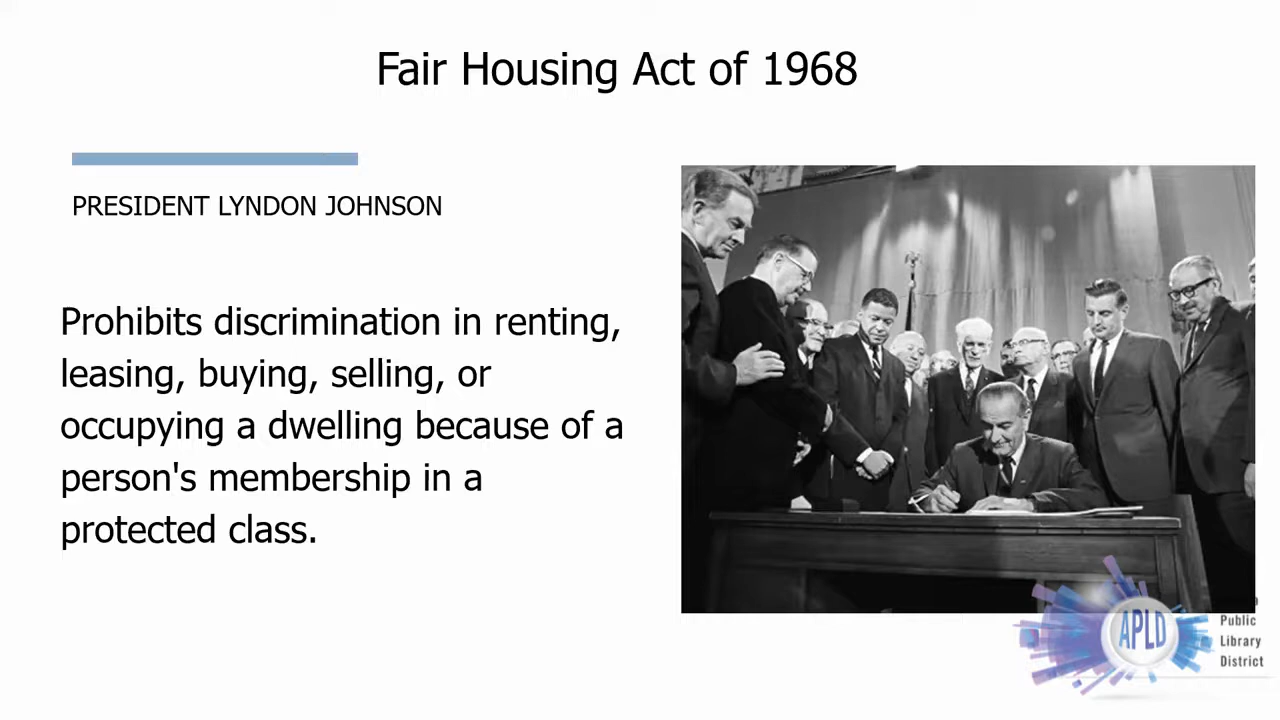 Fair Housing Act of 1968
PRESIDENT LYNDON JOHNSON
Prohibits discrimination in renting,
leasing, buying, selling, or
occupying a dwelling because of a
person's membership in a
protected class.
APLD
Public
Library
District